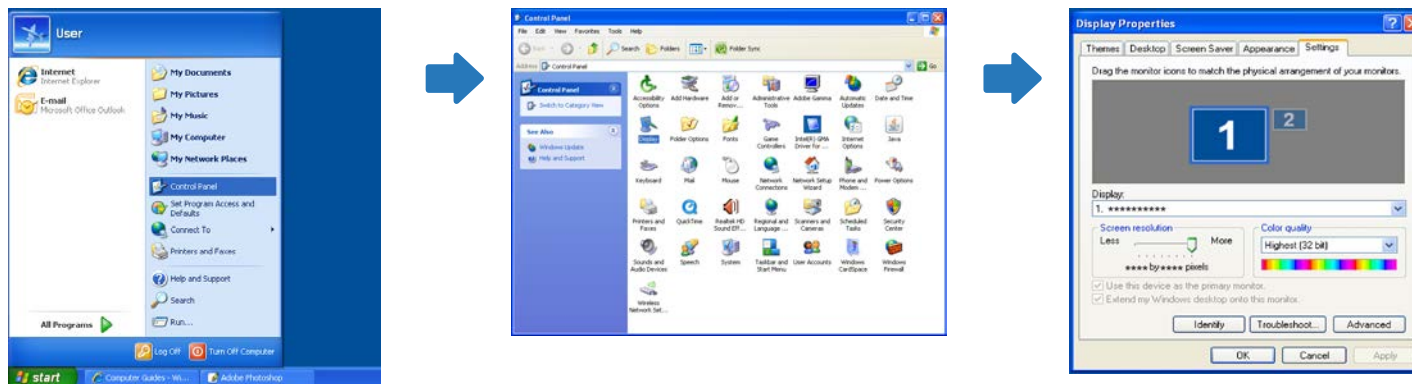 User
Internet
Internet Explorer
E-mail
Microsoft Office Outlook
All Programs
My Documents
My Pictures
My Music
My Computer
My Network Places
Control Panel
Set Program Access and
Defaults
Connect To
Printers and Faxes
Help and Support
Search
Run...
Log Off Turn Off Computer
start Computer Guides - Wi... Adobe Photoshop
Control Panel
File Edit View Favorites Tools Help
Search Folders Folder Sync
Address Control Panel Go
Control Panel
Switch to Category View
See Also
Windows Update
Help and Support
Accessibility Options Add Hardware Add or Remov... Administrative Tools Adobe Gamma Automatic Updates Date and Time
Display Folder Options Fonts Game Controllers Intel(R) GMA Driver for ... Internet Options Java
Keyboard Mail Mouse Network Connections Network Setup Wizard Phone and Modem ... Power Options
Printers and Faxes QuickTime Realtek HD Sound Eff... Regional and Language ... Scanners and Cameras Scheduled Tasks Security Center
Sounds and Audio Devices Speech System Taskbar and Start Menu User Accounts Windows CardSpace Windows Firewall
Wireless Network Set...
Display Properties
Themes Desktop Screen Saver Appearance Settings
Drag the monitor icons to match the physical arrangement of your monitors.
1 2
Display:
1. **********
Screen resolution
Less More
**** by **** pixels
Color quality
Highest (32 bit)
Use this device as the primary monitor.
Extend my Windows desktop onto this monitor.
Identify Troubleshoot... Advanced
OK Cancel Apply